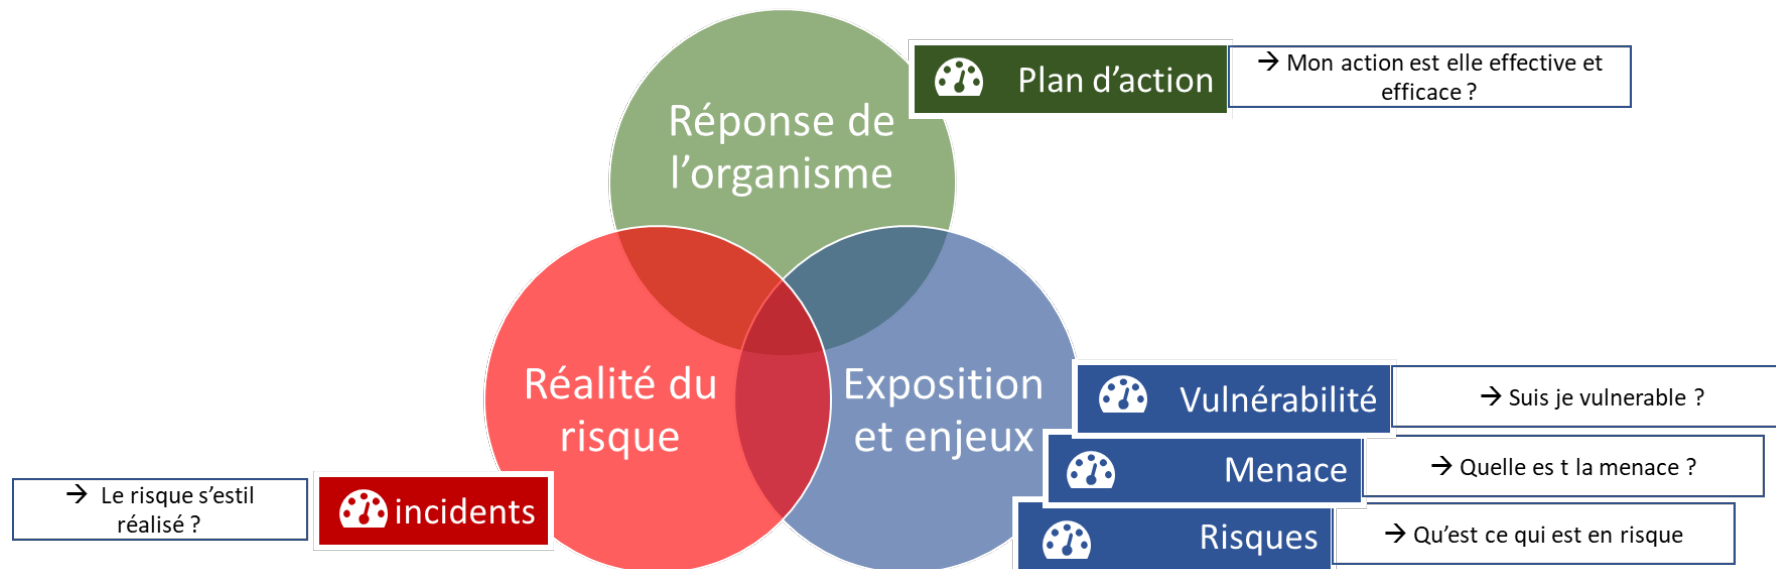 Réponse de
l'organisme
Plan d'action
→ Mon action est elle effective et
efficace ?
Réalité du
risque
Exposition
et enjeux
Vulnérabilité
→ Suis je vulnerable ?
Menace
→ Quelle es t la menace ?
Risques
→ Qu'est ce qui est en risque
incidents
→ Le risque s'estil
réalisé ?